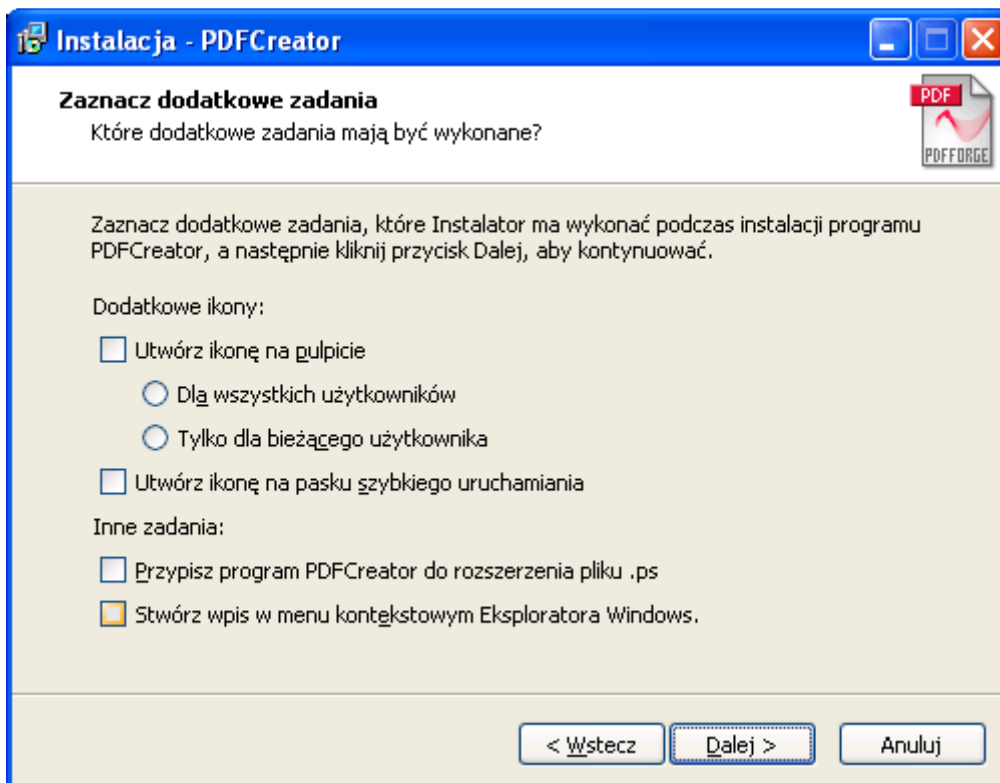 Instalacja - PDFCreator
Zaznacz dodatkowe zadania
Które dodatkowe zadania mają być wykonane?
PDF
PDFFORGE
Zaznacz dodatkowe zadania, które Instalator ma wykonać podczas instalacji programu
PDFCreator, a następnie kliknij przycisk Dalej, aby kontynuować.
Dodatkowe ikony:
Utwórz ikonę na pulpicie
Dla wszystkich użytkowników
Tylko dla bieżącego użytkownika
Utwórz ikonę na pasku szybkiego uruchamiania
Inne zadania:
Przypisz program PDFCreator do rozszerzenia pliku .ps
Stwórz wpis w menu kontekstowym Eksploratora Windows.
< Wstecz
Dalej >
Anuluj